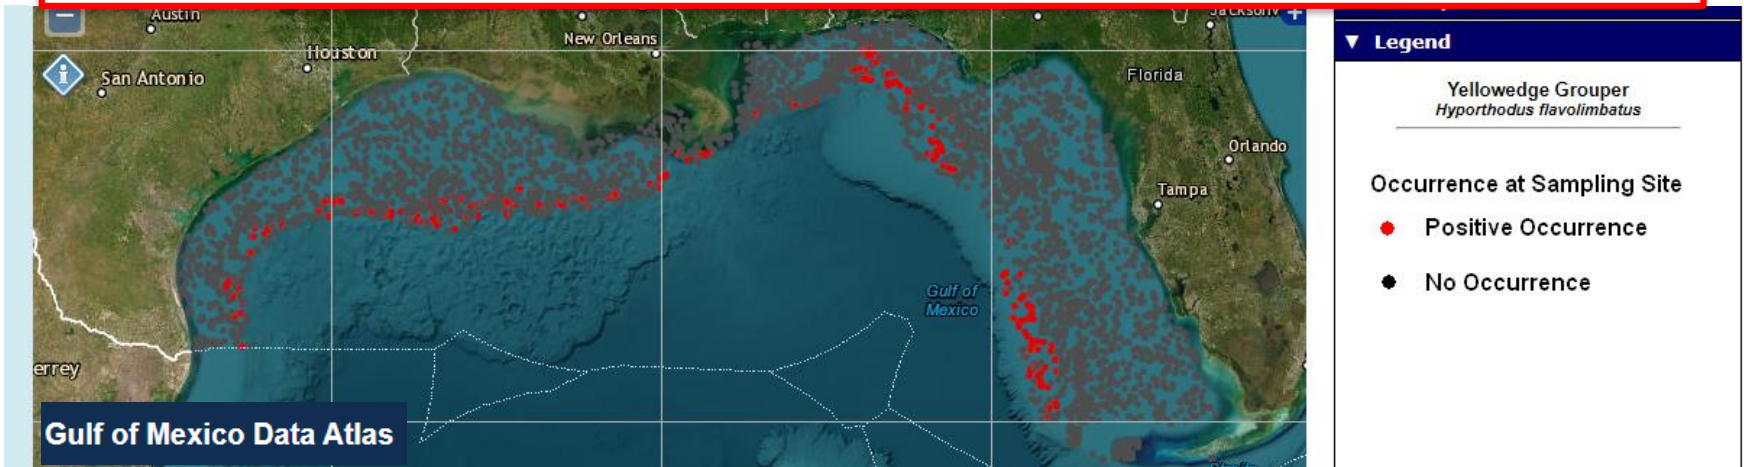 Austin
Jacksonv
New Orleans
Houston
San Antonio
Florida
Orlando
Tampa
Gulf of
Mexico
errey
Gulf of Mexico Data Atlas
▼ Legend
Yellowedge Grouper
Hyporthodus flavolimbatus
Occurrence at Sampling Site
Positive Occurrence
No Occurrence